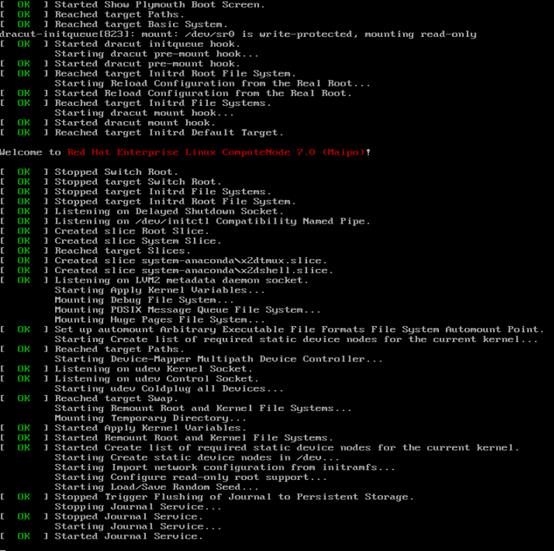 [  OK  ] Started Show Plymouth Boot Screen.
[  OK  ] Reached target Paths.
[  OK  ] Reached target Basic System.
dracut-initqueue[823]: mount: /dev/sr0 is write-protected, mounting read-only
[  OK  ] Started dracut initqueue hook.
Starting dracut pre-mount hook...
[  OK  ] Started dracut pre-mount hook.
[  OK  ] Reached target Initrd Root File System.
Starting Reload Configuration from the Real Root...
[  OK  ] Started Reload Configuration from the Real Root.
[  OK  ] Reached target Initrd File Systems.
Starting dracut mount hook...
[  OK  ] Started dracut mount hook.
[  OK  ] Reached target Initrd Default Target.
Welcome to Red Hat Enterprise Linux ComputeNode 7.0 (Maipo)!
[  OK  ] Stopped Switch Root.
[  OK  ] Stopped target Switch Root.
[  OK  ] Stopped target Initrd File Systems.
[  OK  ] Stopped target Initrd Root File System.
[  OK  ] Listening on Delayed Shutdown Socket.
[  OK  ] Listening on /dev/initctl Compatibility Named Pipe.
[  OK  ] Created slice Root Slice.
[  OK  ] Created slice System Slice.
[  OK  ] Reached target Slices.
[  OK  ] Created slice system-anaconda\x2dtmux.slice.
[  OK  ] Created slice system-anaconda\x2dshell.slice.
[  OK  ] Listening on LVM2 metadata daemon socket.
Starting Apply Kernel Variables...
Mounting Debug File System...
Mounting POSIX Message Queue File System...
Mounting Huge Pages File System...
[  OK  ] Set up automount Arbitrary Executable File Formats File System Automount Point.
Starting Create list of required static device nodes for the current kernel...
[  OK  ] Reached target Paths.
Starting Device-Mapper Multipath Device Controller...
[  OK  ] Listening on udev Kernel Socket.
[  OK  ] Listening on udev Control Socket.
Starting udev Coldplug all Devices...
[  OK  ] Reached target Swap.
Starting Remount Root and Kernel File Systems...
Mounting Temporary Directory...
[  OK  ] Started Apply Kernel Variables.
[  OK  ] Started Remount Root and Kernel File Systems.
[  OK  ] Started Create list of required static device nodes for the current kernel.
Starting Create static device nodes in /dev...
Starting Import network configuration from initramfs...
Starting Configure read-only root support...
Starting Load/Save Random Seed...
[  OK  ] Stopped Trigger Flushing of Journal to Persistent Storage.
Stopping Journal Service...
[  OK  ] Stopped Journal Service.
Starting Journal Service...
[  OK  ] Started Journal Service.